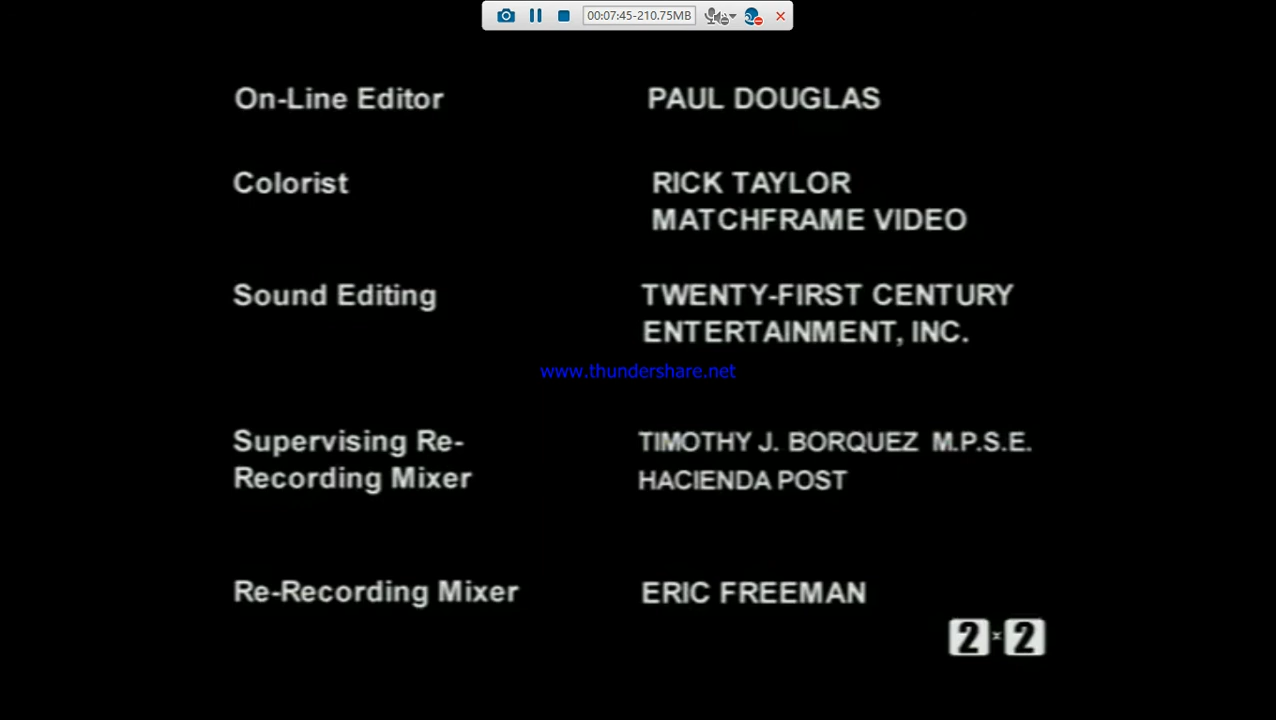 00:07:45-210.75MB
On-Line Editor PAUL DOUGLAS
Colorist RICK TAYLOR
MATCHFRAME VIDEO
Sound Editing TWENTY-FIRST CENTURY
ENTERTAINMENT, INC.
www.thundershare.net
Supervising Re- TIMOTHY J. BORQUEZ M.P.S.E.
Recording Mixer HACIENDA POST
Re-Recording Mixer ERIC FREEMAN
2x2